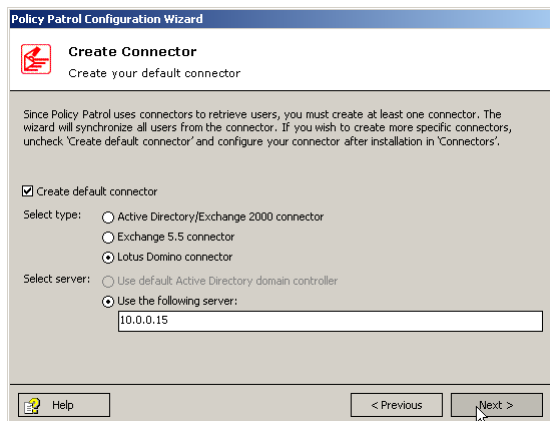 Policy Patrol Configuration Wizard
Create Connector
Create your default connector
Since Policy Patrol uses connectors to retrieve users, you must create at least one connector. The
wizard will synchronize all users from the connector. If you wish to create more specific connectors,
uncheck 'Create default connector' and configure your connector after installation in 'Connectors'.
Create default connector
Select type:
Active Directory/Exchange 2000 connector
Exchange 5.5 connector
Lotus Domino connector
Select server:
Use default Active Directory domain controller
Use the following server:
10.0.0.15
Help
< Previous
Next >